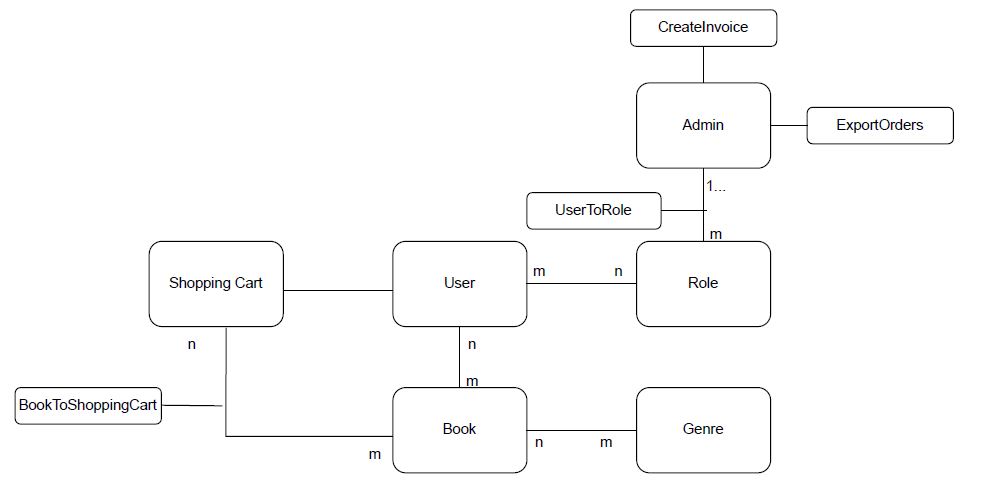 CreateInvoice
Admin
ExportOrders
1...
UserToRole
m
Shopping Cart
User
m
n
Role
n
n
m
BookToShoppingCart
Book
n
m
Genre
m